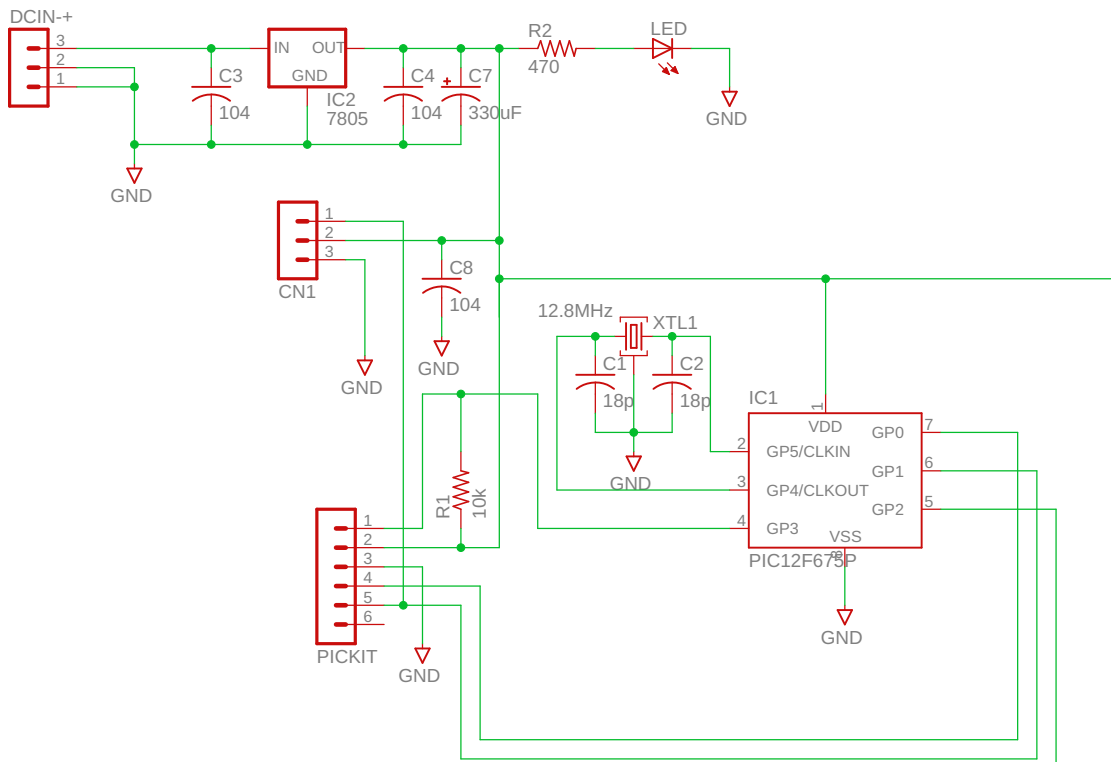 DCIN-+
3
2
1
IN OUT
GND
IC2
7805
C3
104
C4
104
C7
330uF
R2
470
LED
GND
GND
1
2
3
CN1
GND
C8
104
GND
12.8MHz
XTL1
C1
18p
C2
18p
GND
IC1
1
VDD
2
GP5/CLKIN
3
GP4/CLKOUT
4
GP3
GP0
7
GP1
6
GP2
5
VSS
8
PIC12F675P
GND
R1
10k
1
2
3
4
5
6
PICKIT
GND